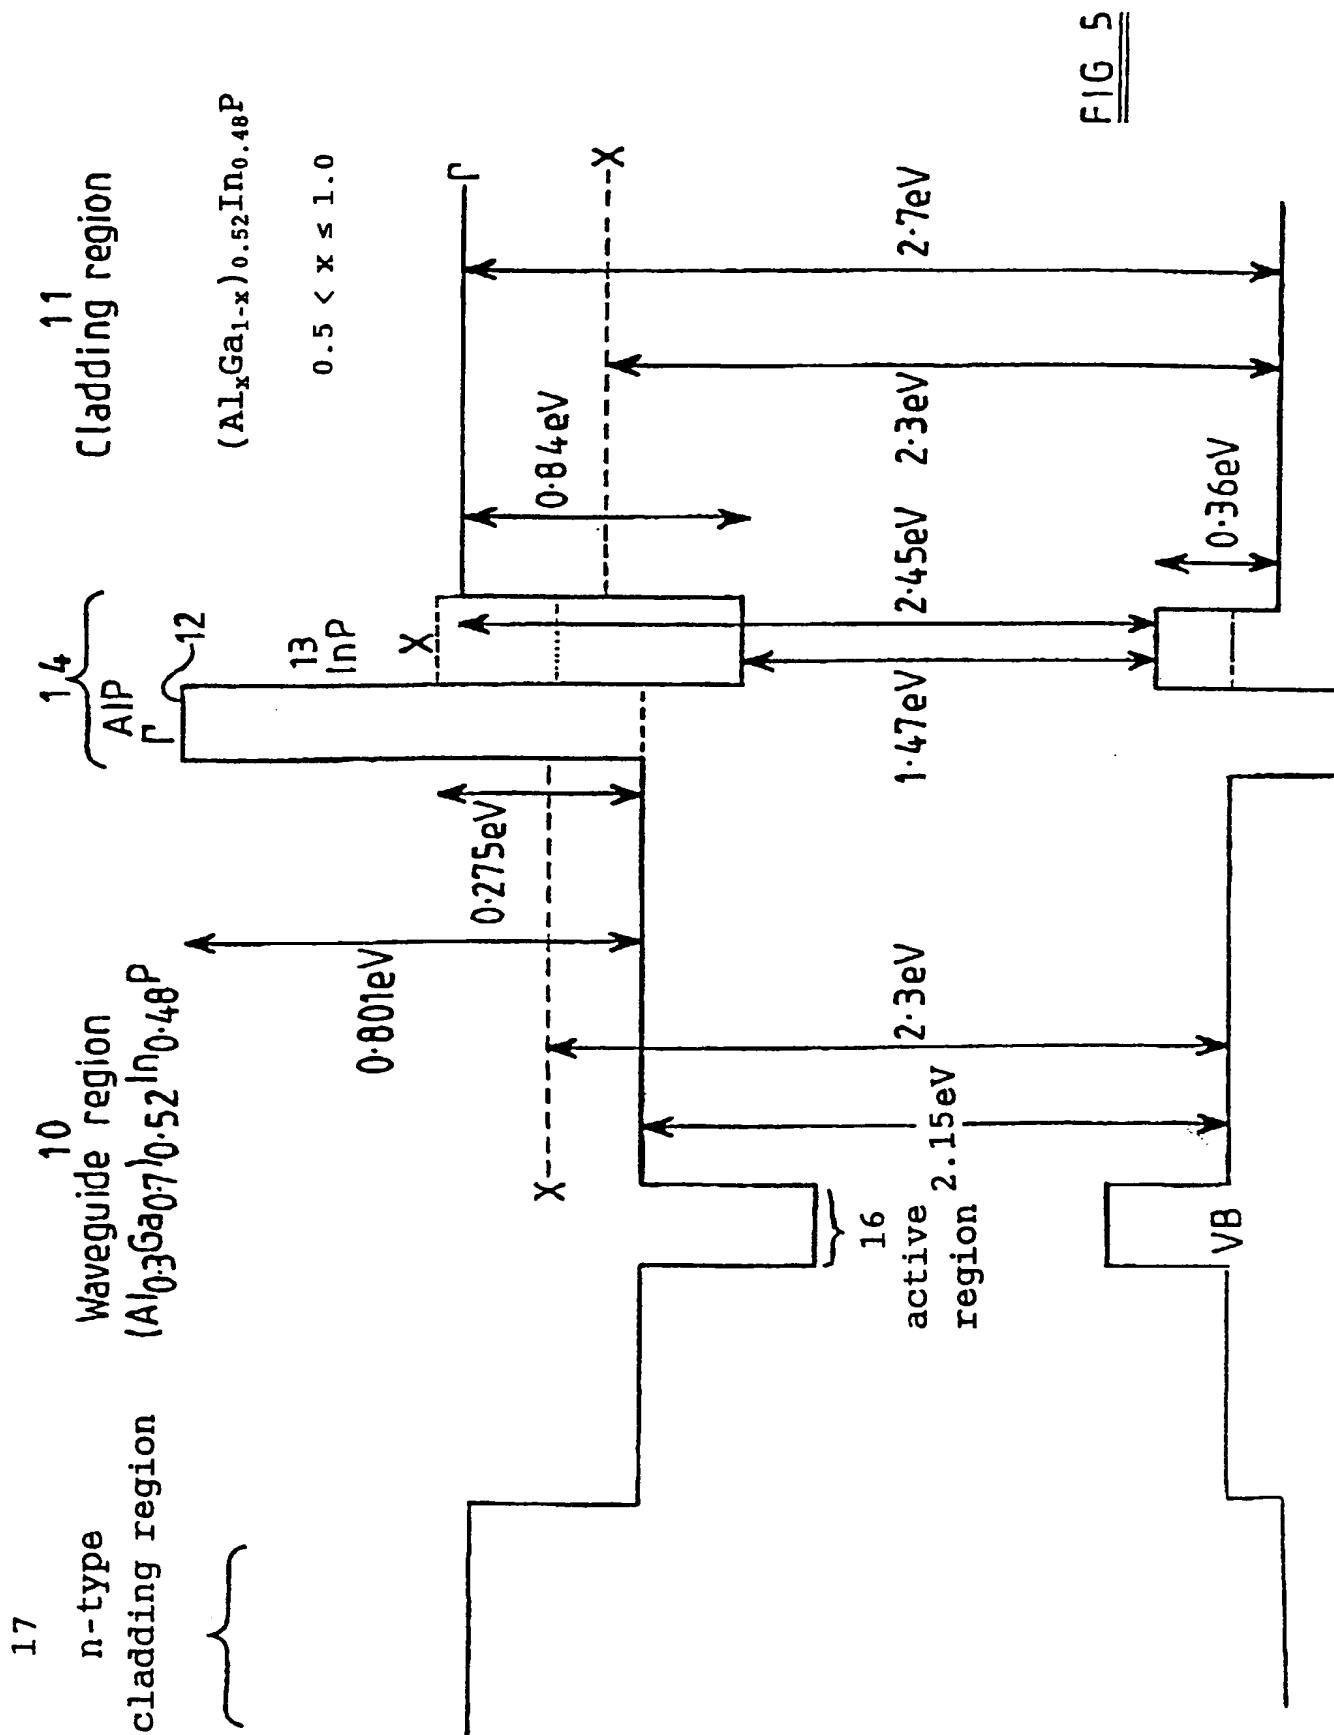 17
n-type
cladding region
10
Waveguide region
(Al0·3Ga0·7)0·52In0·48P
14
AlP
Γ
12
13
InP
X
11
Cladding region
(AlxGa1-x)0.52In0.48P
0.5 < x ≤ 1.0
Γ
X
X
0·801eV
0·275eV
0·84eV
16
active
region
2.15eV
2·3eV
1·47eV
2·45eV
2·3eV
2·7eV
0·36eV
VB
FIG 5